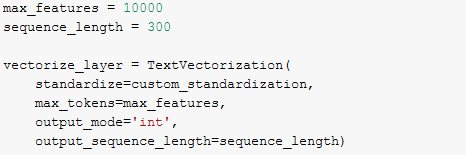 max_features = 10000
sequence_length = 300
vectorize_layer = TextVectorization(
    standardize=custom_standardization,
    max_tokens=max_features,
    output_mode='int',
    output_sequence_length=sequence_length)